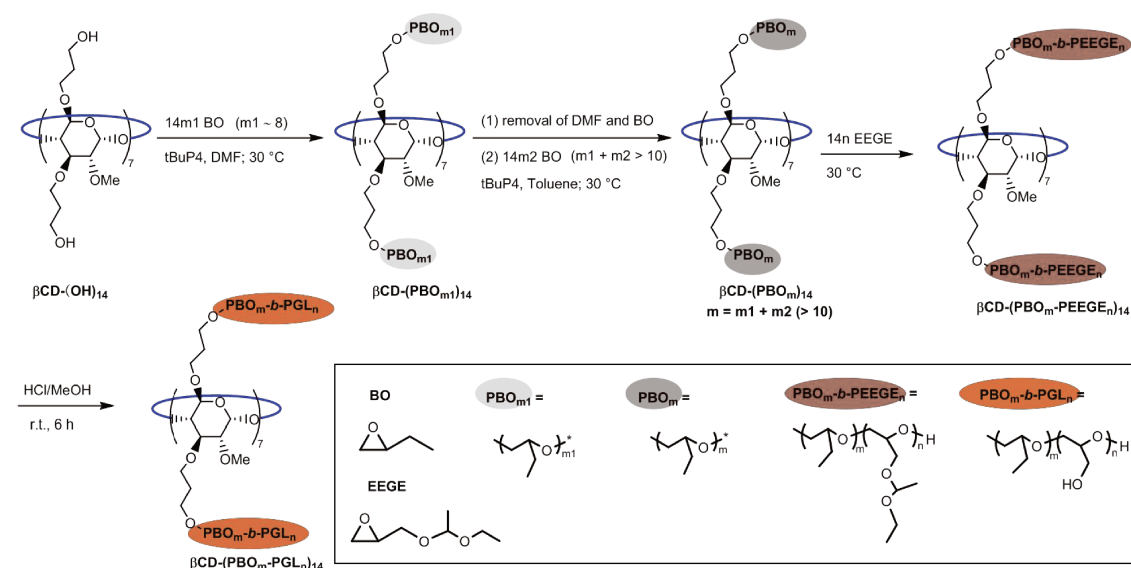 OH
O
O
O
7
OMe
O
OH
βCD-(OH)14
14m1 BO (m1 ~ 8)
tBuP4, DMF; 30 °C
PBOm1
O
O
O
O
7
OMe
O
O
PBOm1
βCD-(PBOm1)14
(1) removal of DMF and BO
(2) 14m2 BO (m1 + m2 > 10)
tBuP4, Toluene; 30 °C
PBOm
O
O
O
O
7
OMe
O
O
PBOm
βCD-(PBOm)14
m = m1 + m2 (> 10)
14n EEGE
30 °C
PBOm-b-PEEGEn
O
O
O
O
7
OMe
O
O
PBOm-b-PEEGEn
βCD-(PBOm-PEEGEn)14
HCl/MeOH
r.t., 6 h
PBOm-b-PGLn
O
O
O
O
7
OMe
O
O
PBOm-b-PGLn
βCD-(PBOm-PGLn)14
BO
O
EEGE
O
O
O
PBOm1 =
O
*
m1
PBOm =
O
*
m
PBOm-b-PEEGEn =
O
m
O
H
n
O
O
PBOm-b-PGLn =
O
m
O
H
n
HO